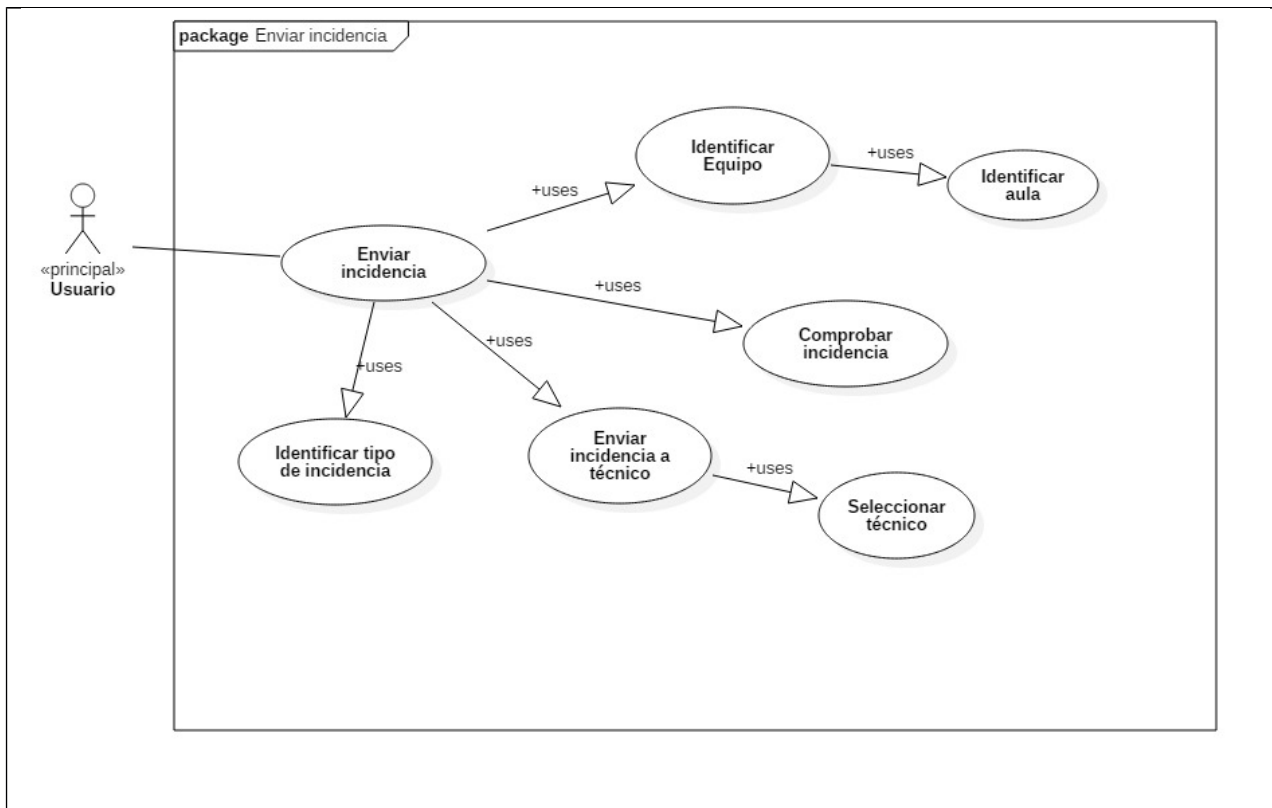 package Enviar incidencia
Identificar
Equipo
+uses
Identificar
aula
+uses
«principal»
Usuario
Enviar
incidencia
+uses
Comprobar
incidencia
+uses
+uses
Identificar tipo
de incidencia
Enviar
incidencia a
técnico
+uses
Seleccionar
técnico